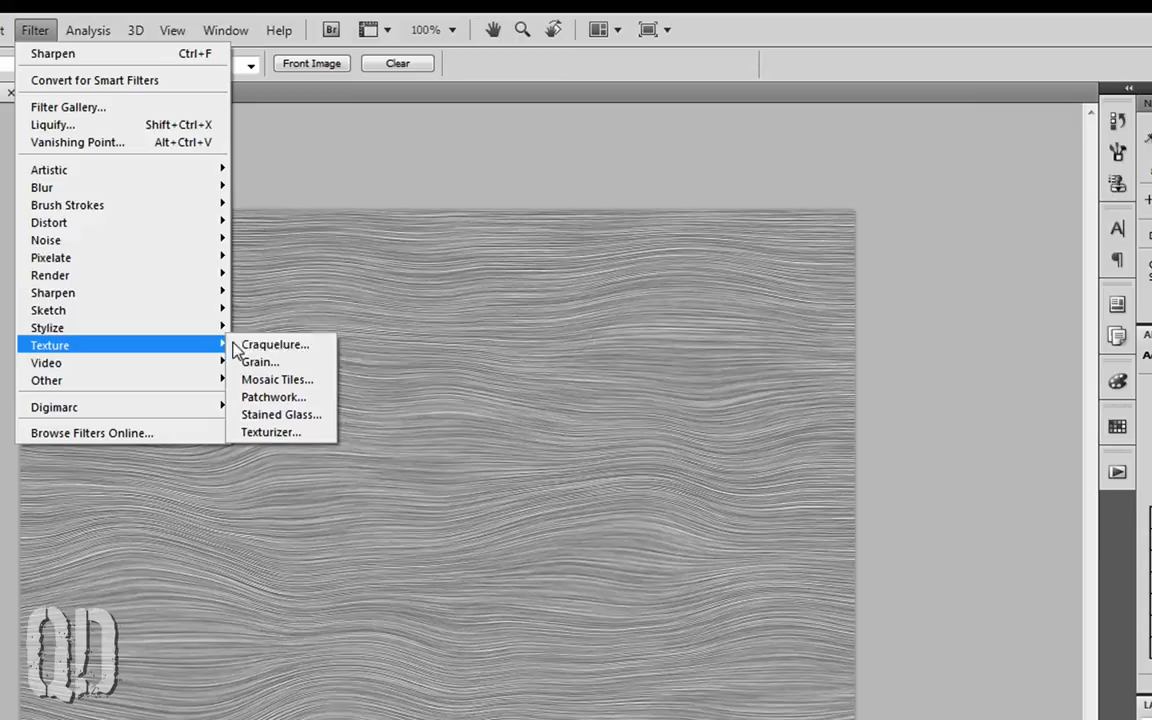 Filter Analysis 3D View Window Help Br 100%
Front Image Clear
Sharpen Ctrl+F
Convert for Smart Filters
Filter Gallery...
Liquify... Shift+Ctrl+X
Vanishing Point... Alt+Ctrl+V
Artistic
Blur
Brush Strokes
Distort
Noise
Pixelate
Render
Sharpen
Sketch
Stylize
Texture
Video
Other
Digimarc
Browse Filters Online...
Craquelure...
Grain...
Mosaic Tiles...
Patchwork...
Stained Glass...
Texturizer...
QD